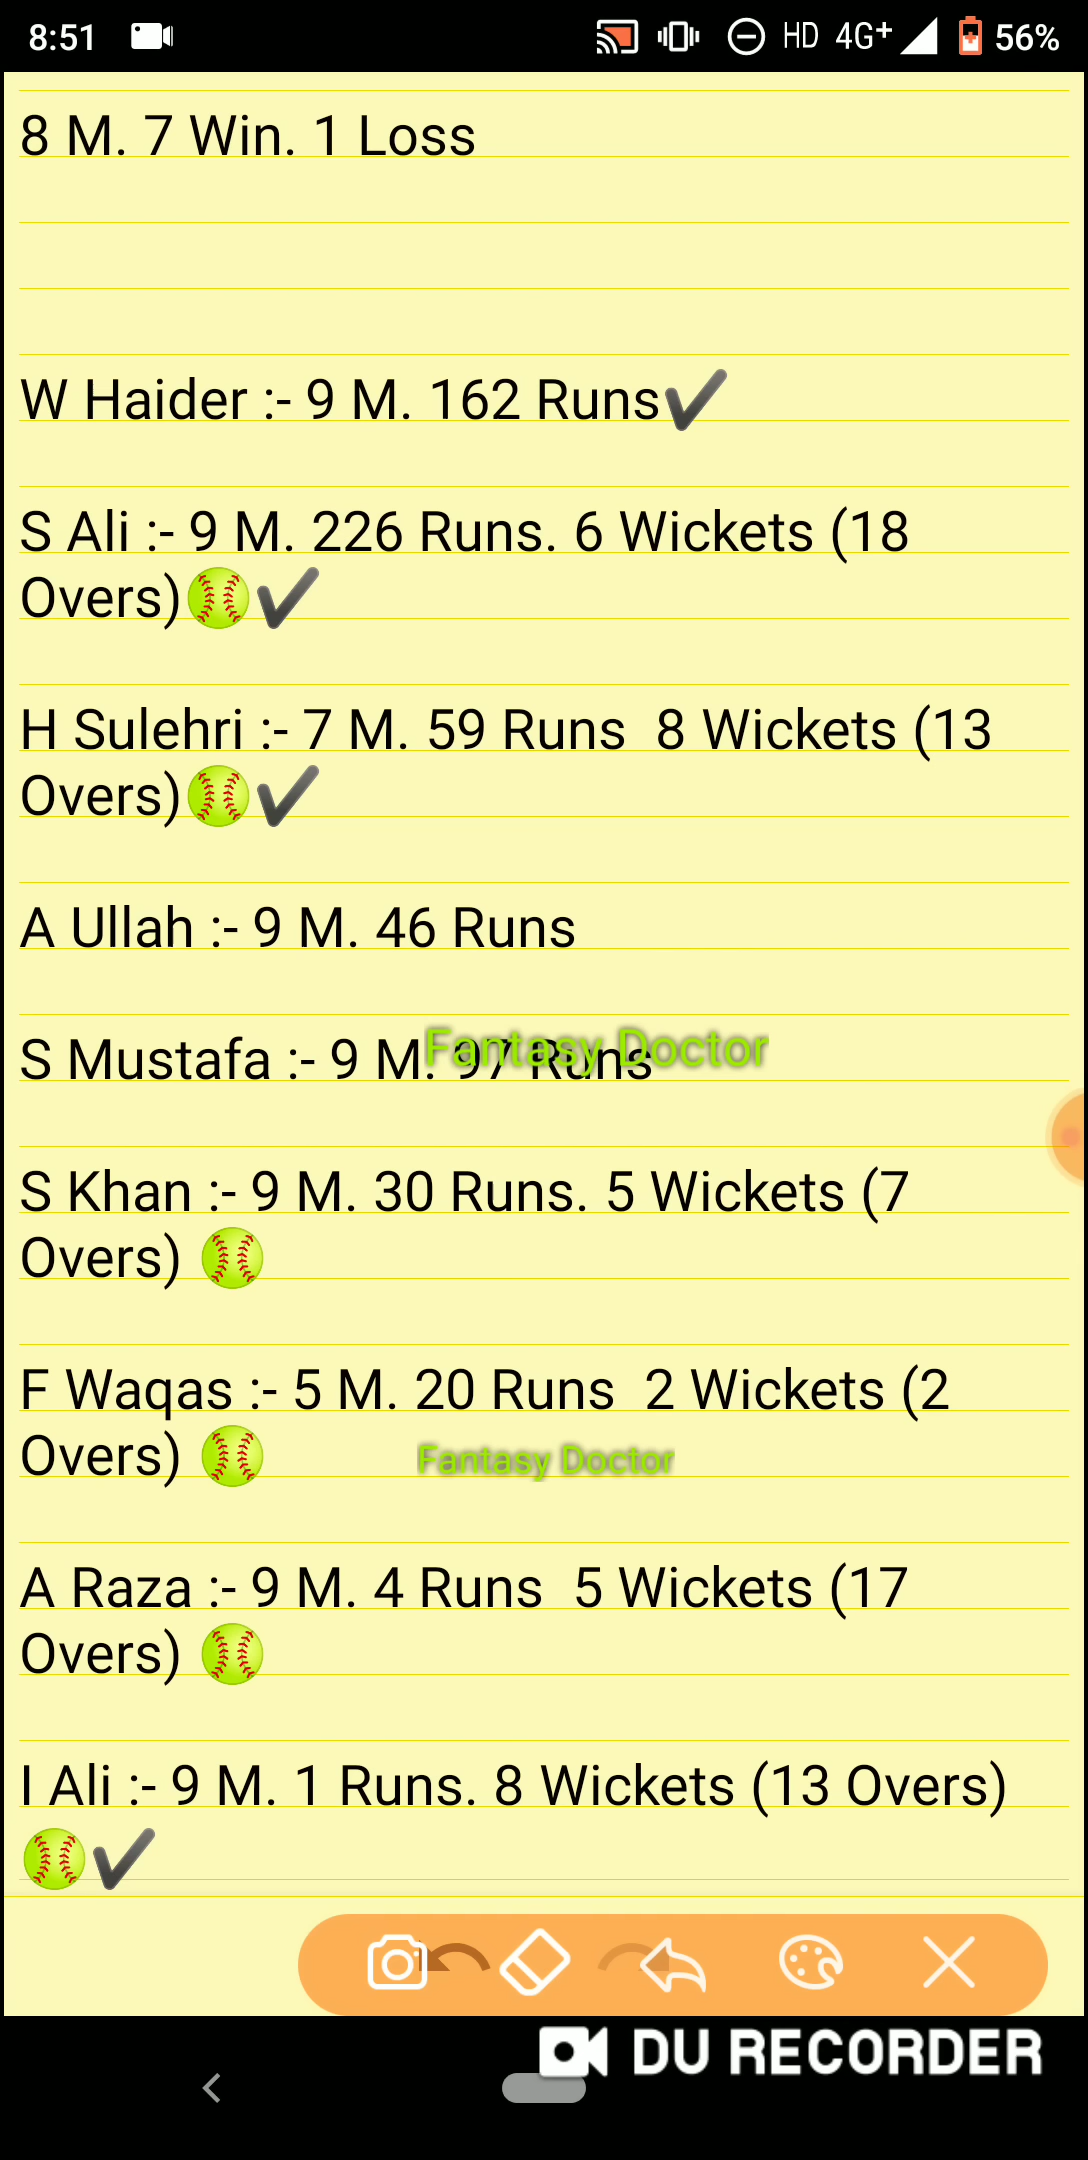 8:51 HD 4G+ 56%
8 M. 7 Win. 1 Loss
W Haider :- 9 M. 162 Runs✔
S Ali :- 9 M. 226 Runs. 6 Wickets (18
Overs)🥎✔
H Sulehri :- 7 M. 59 Runs  8 Wickets (13
Overs)🥎✔
A Ullah :- 9 M. 46 Runs
Fantasy Doctor
S Mustafa :- 9 M. 97 Runs
S Khan :- 9 M. 30 Runs. 5 Wickets (7
Overs) 🥎
F Waqas :- 5 M. 20 Runs  2 Wickets (2
Overs) 🥎
Fantasy Doctor
A Raza :- 9 M. 4 Runs  5 Wickets (17
Overs) 🥎
I Ali :- 9 M. 1 Runs. 8 Wickets (13 Overs)
🥎✔
DU RECORDER